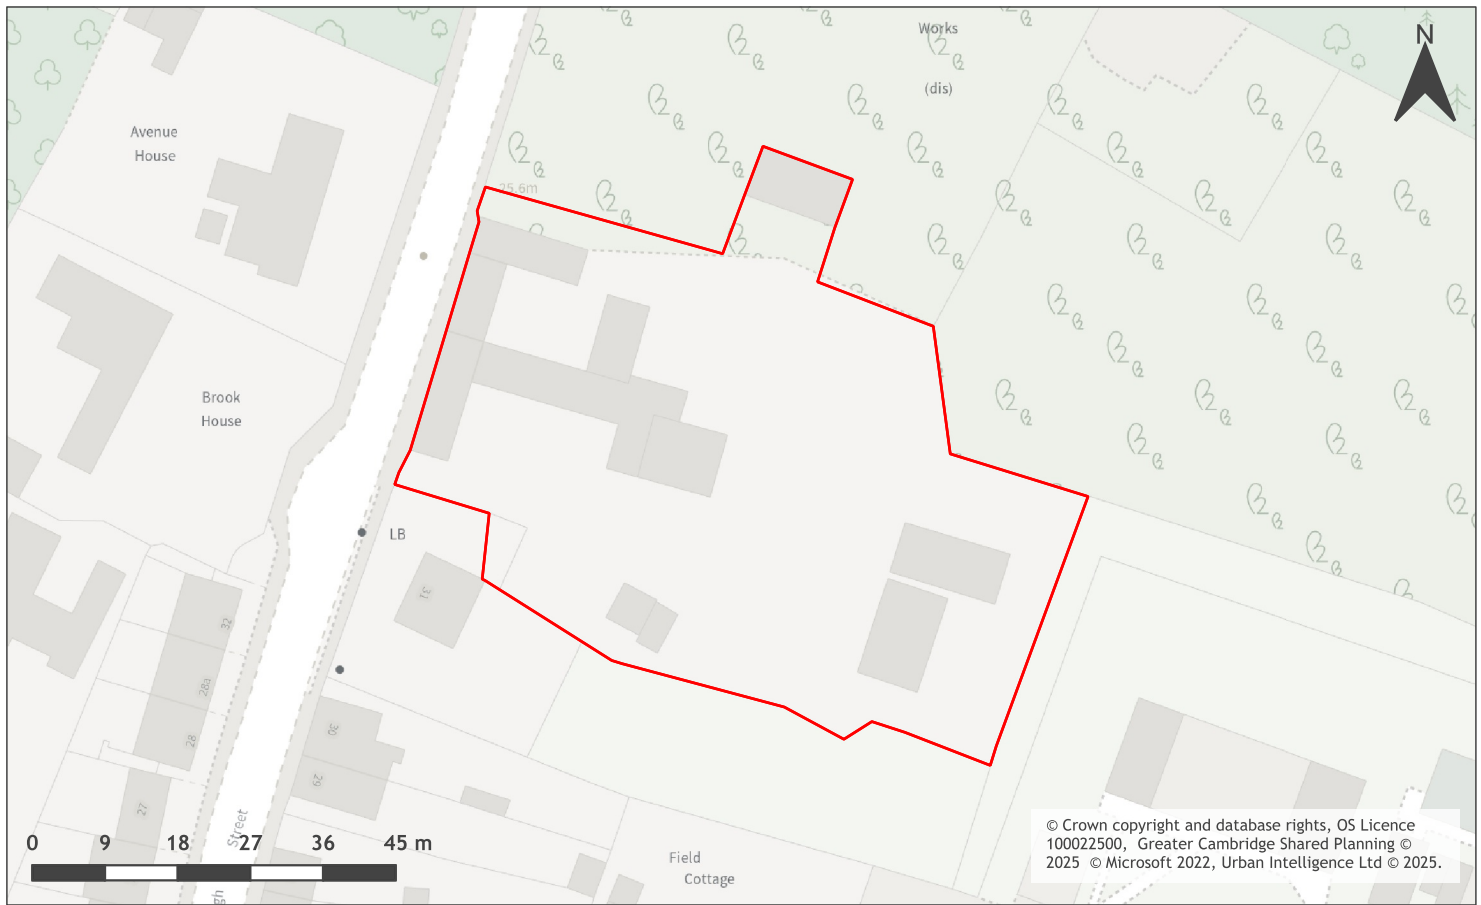 Works
(dis)
N
Avenue
House
25.6m
Brook
House
LB
31
32
28a
28
30
29
27
Street
gh
Field
Cottage
0 9 18 27 36 45 m
© Crown copyright and database rights, OS Licence
100022500, Greater Cambridge Shared Planning ©
2025 © Microsoft 2022, Urban Intelligence Ltd © 2025.